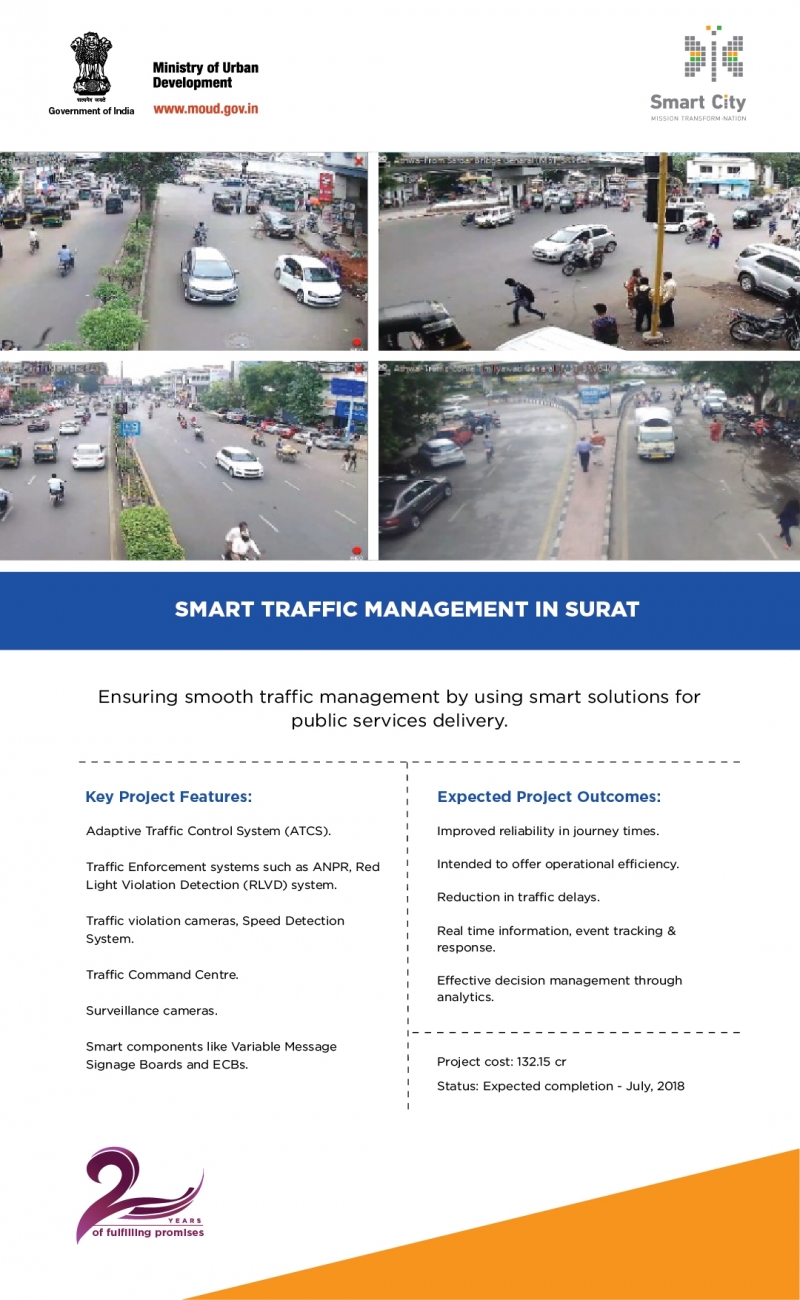 सत्यमेव जयते
Government of India
Ministry of Urban
Development
www.moud.gov.in
Smart City
MISSION TRANSFORM-NATION
SMART TRAFFIC MANAGEMENT IN SURAT
Ensuring smooth traffic management by using smart solutions for
public services delivery.
Key Project Features:
Adaptive Traffic Control System (ATCS).
Traffic Enforcement systems such as ANPR, Red
Light Violation Detection (RLVD) system.
Traffic violation cameras, Speed Detection
System.
Traffic Command Centre.
Surveillance cameras.
Smart components like Variable Message
Signage Boards and ECBs.
Expected Project Outcomes:
Improved reliability in journey times.
Intended to offer operational efficiency.
Reduction in traffic delays.
Real time information, event tracking &
response.
Effective decision management through
analytics.
Project cost: 132.15 cr
Status: Expected completion - July, 2018
2
YEARS
of fulfilling promises